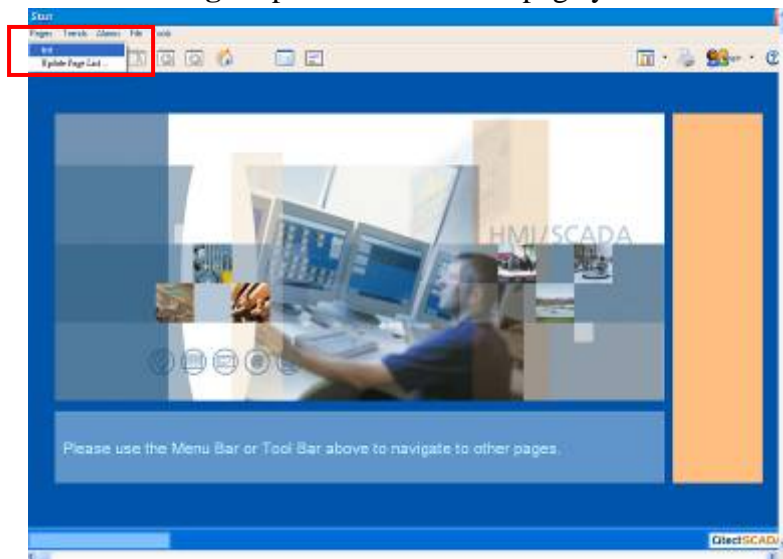 Start
Pages Trends Alarms File Tools
Update Page List...
HMI/SCADA
Please use the Menu Bar or Tool Bar above to navigate to other pages.
CitectSCADA